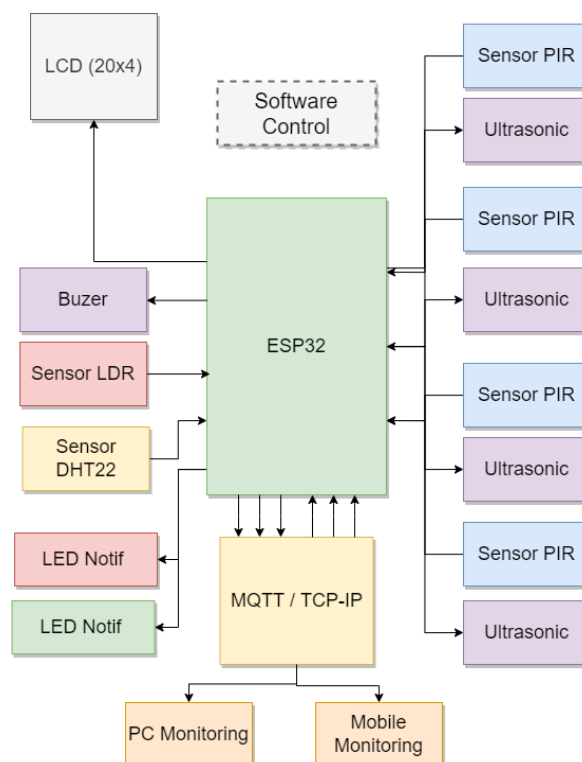 LCD (20x4)
Software
Control
Sensor PIR
Ultrasonic
Sensor PIR
Ultrasonic
Sensor PIR
Ultrasonic
Sensor PIR
Ultrasonic
ESP32
Buzer
Sensor LDR
Sensor
DHT22
LED Notif
LED Notif
MQTT / TCP-IP
PC Monitoring
Mobile
Monitoring